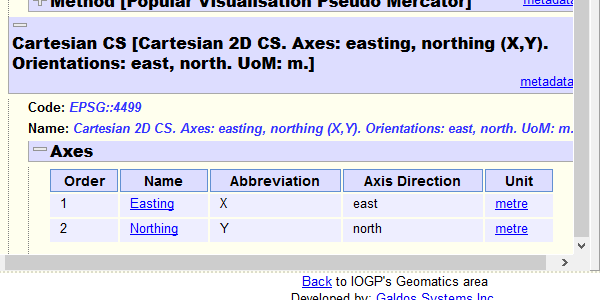 Method [Popular Visualisation Pseudo Mercator]
metadata
Cartesian CS [Cartesian 2D CS. Axes: easting, northing (X,Y).
Orientations: east, north. UoM: m.]
metadata
Code: EPSG::4499
Name: Cartesian 2D CS. Axes: easting, northing (X,Y). Orientations: east, north. UoM: m.
Axes
Order Name Abbreviation Axis Direction Unit
1 Easting X east metre
2 Northing Y north metre
Back to IOGP's Geomatics area
Developed by: Galdos Systems Inc